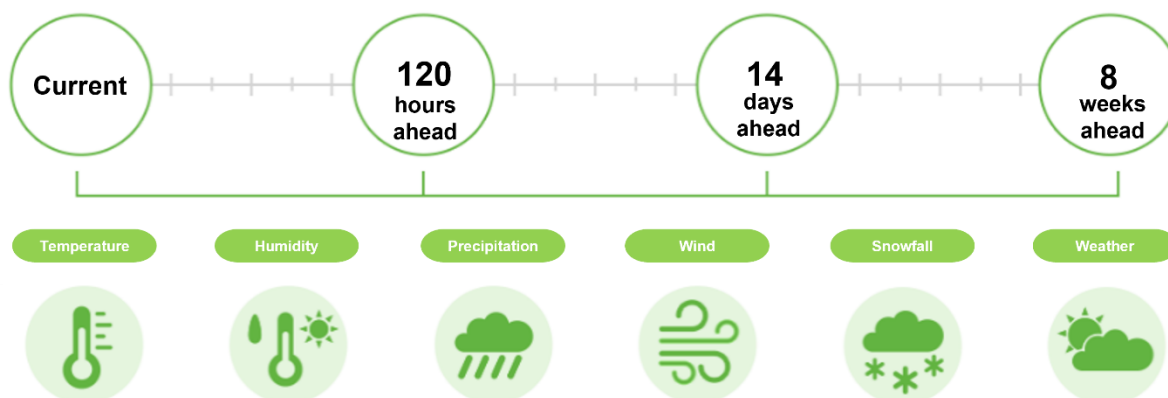 Current
120
hours
ahead
14
days
ahead
8
weeks
ahead
Temperature
Humidity
Precipitation
Wind
Snowfall
Weather